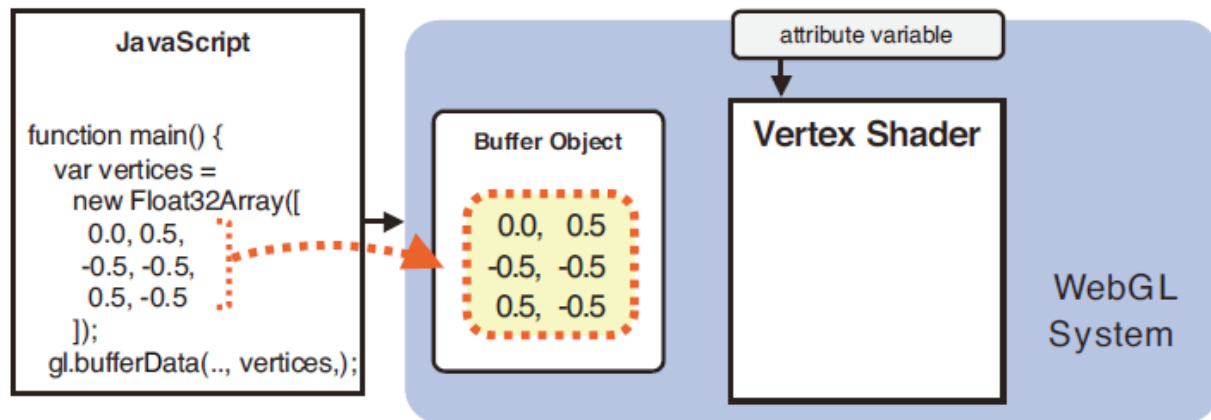 JavaScript
function main() {
var vertices =
new Float32Array([
0.0, 0.5,
-0.5, -0.5,
0.5, -0.5
]);
gl.bufferData(.., vertices,);
Buffer Object
0.0, 0.5
-0.5, -0.5
0.5, -0.5
attribute variable
Vertex Shader
WebGL
System